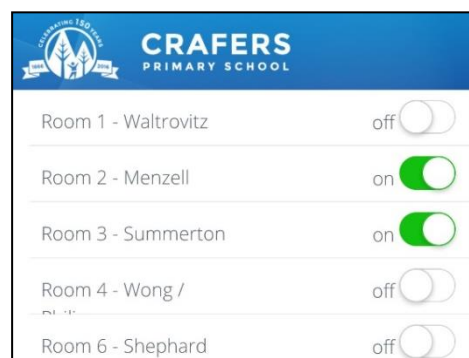 CELEBRATING 150 YEARS
1866 2016
CRAFERS
PRIMARY SCHOOL
Room 1 - Waltrovitz off
Room 2 - Menzell on
Room 3 - Summerton on
Room 4 - Wong / off
Room 6 - Shephard off